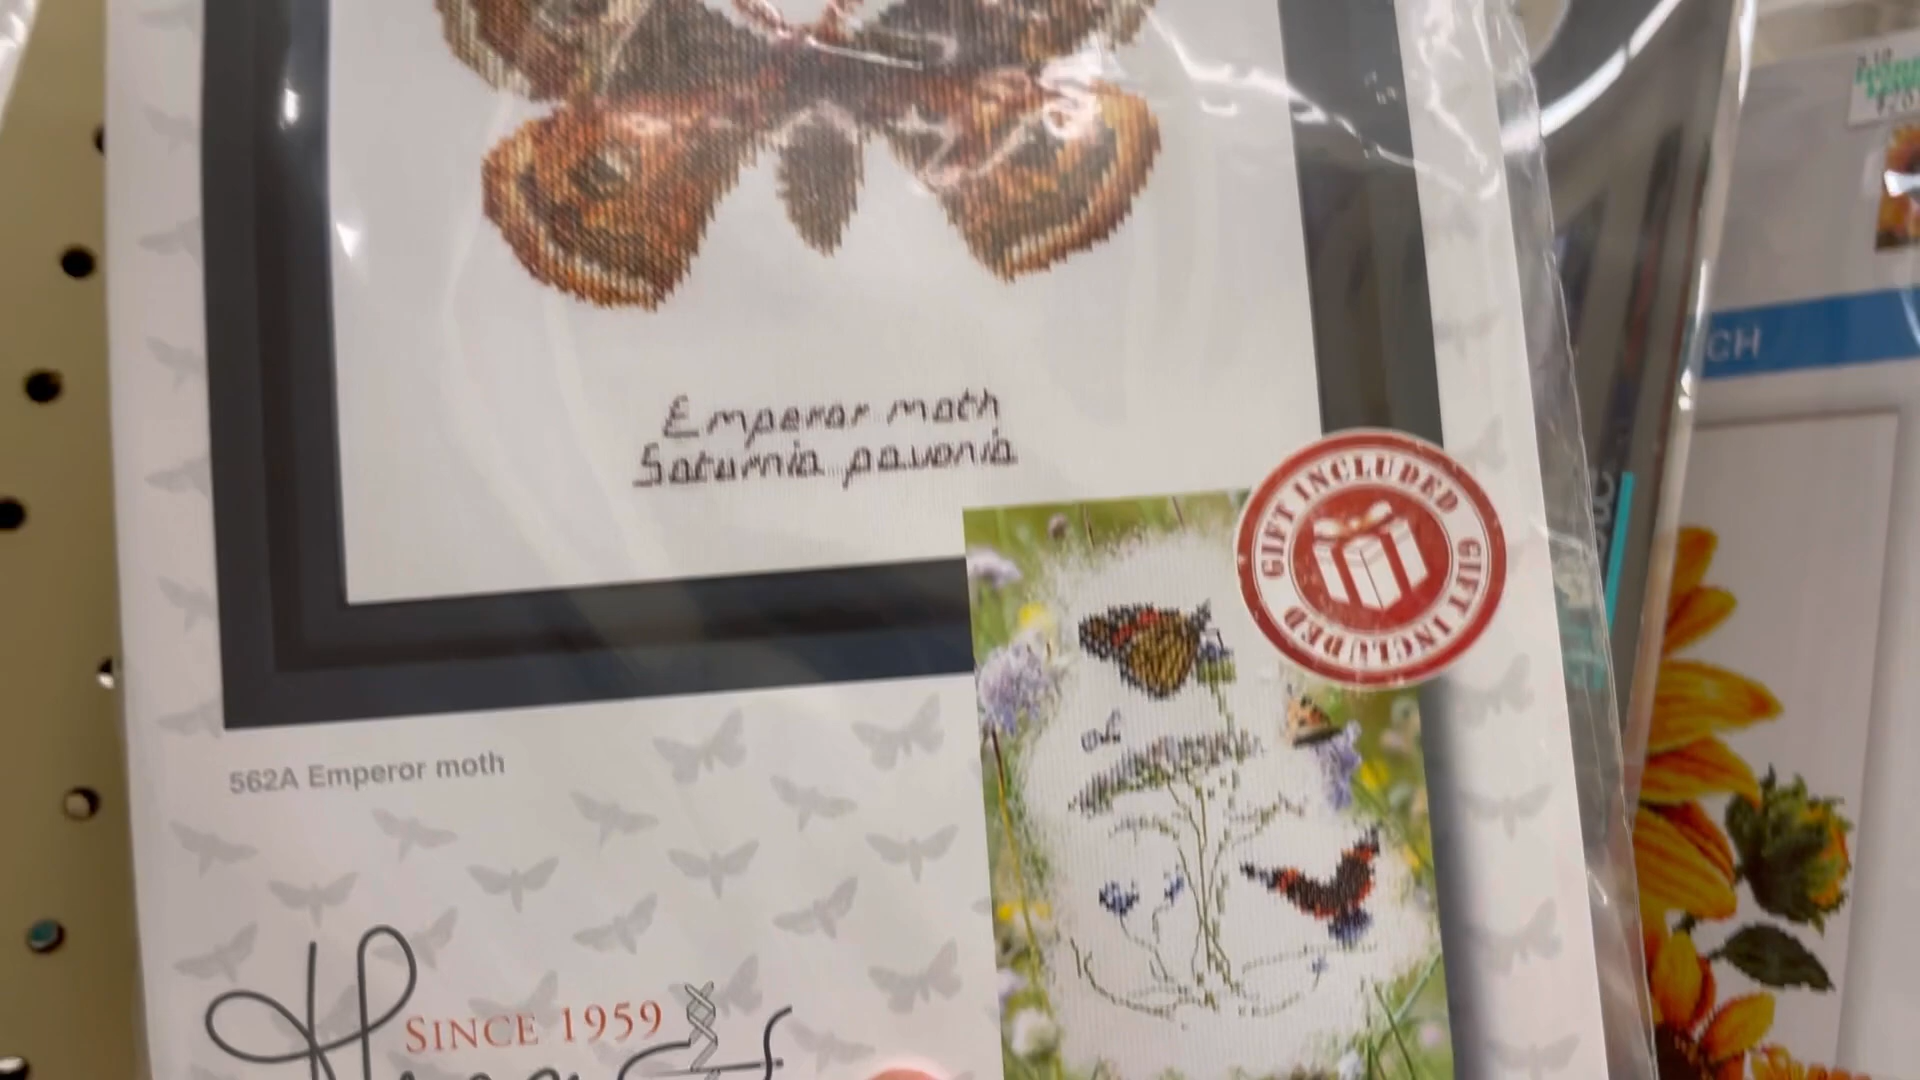 Emperor moth
Saturnia pavonia
GIFT INCLUDED
GIFT INCLUDED
CH
562A Emperor moth
SINCE 1959